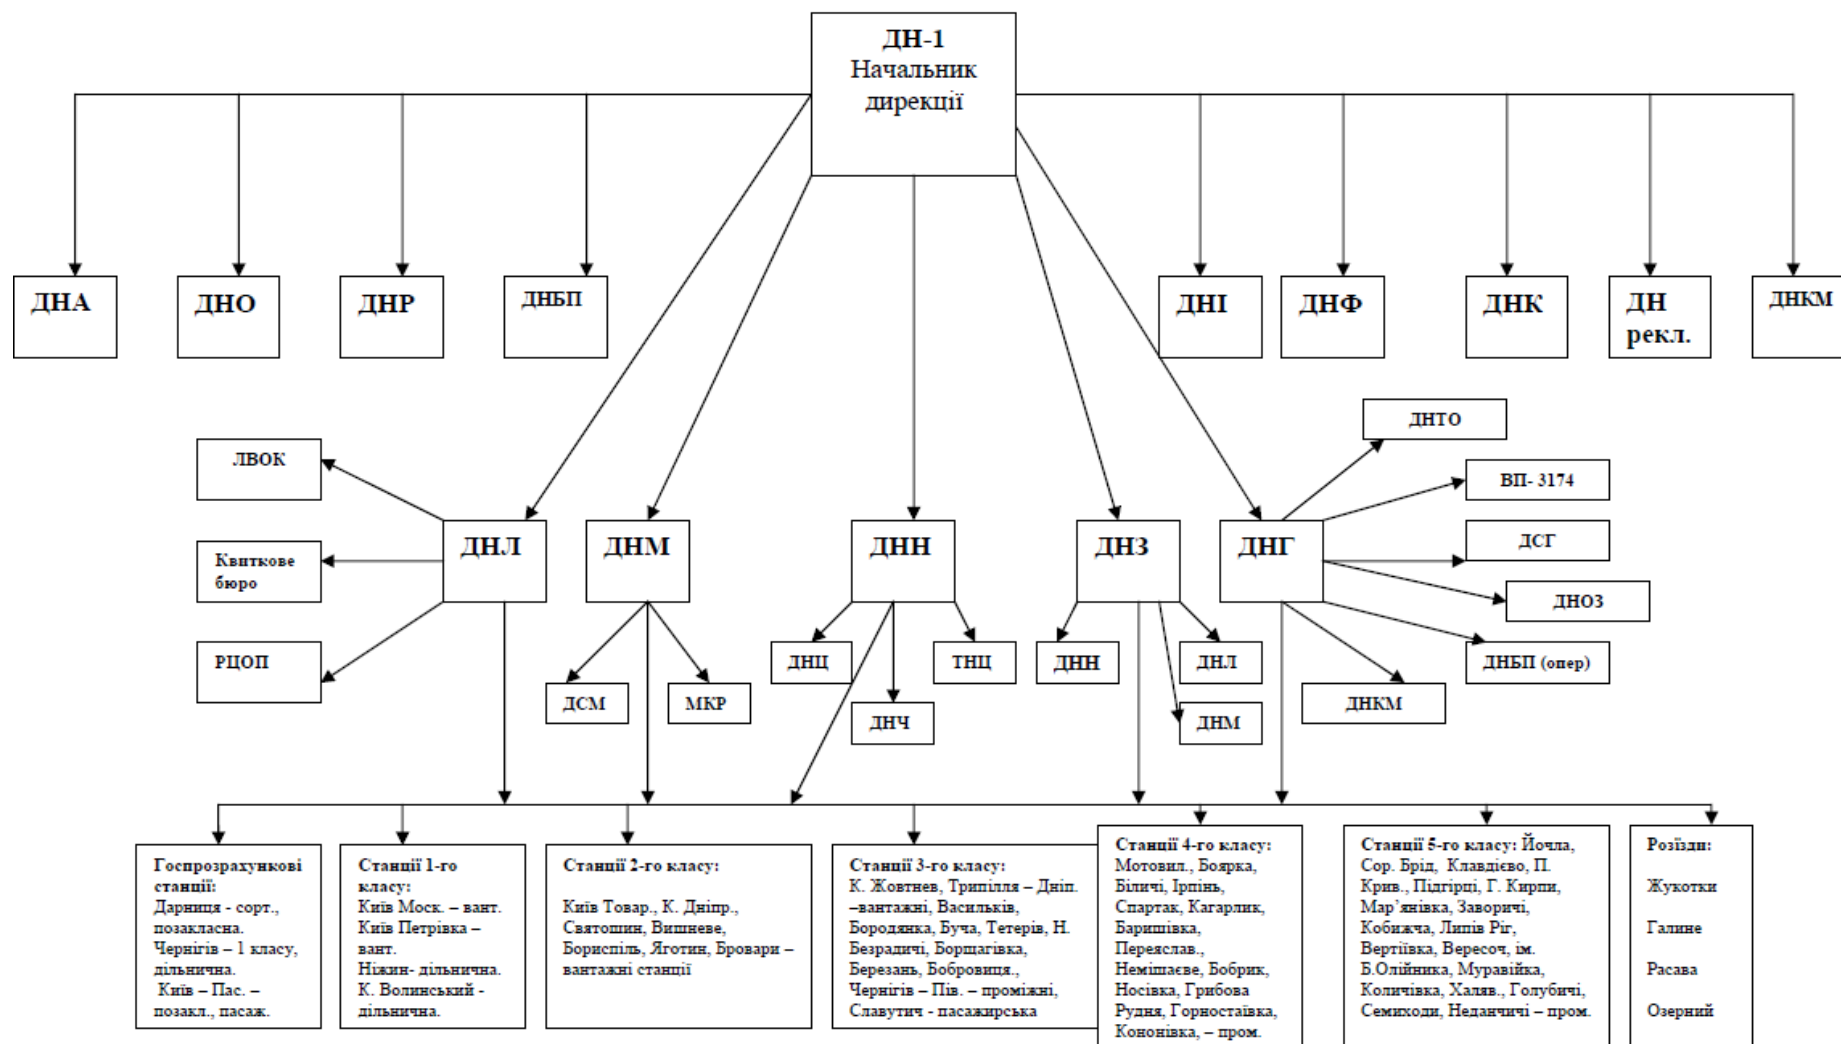 ДН-1
Начальник
дирекції
ДНА
ДНО
ДНР
ДНБП
ДНІ
ДНФ
ДНК
ДН
рекл.
ДНКМ
ЛВОК
Квиткове
бюро
РЦОП
ДНЛ
ДНМ
ДНН
ДНЗ
ДНГ
ДНТО
ВП- 3174
ДСГ
ДНОЗ
ДНБП (опер)
ДНКМ
ДСМ
МКР
ДНЦ
ДНЧ
ТНЦ
ДНН
ДНЛ
ДНМ
Госпрозрахункові
станції:
Дарниця - сорт.,
позакласна.
Чернігів – 1 класу,
дільнична.
Київ – Пас. –
позакл., пасаж.
Станції 1-го
класу:
Київ Моск. – вант.
Київ Петрівка –
вант.
Ніжин- дільнична.
К. Волинський -
дільнична.
Станції 2-го класу:
Київ Товар., К. Дніпр.,
Святошин, Вишневе,
Бориспіль, Яготин, Бровари –
вантажні станції
Станції 3-го класу:
К. Жовтнев, Трипілля – Дніп.
–вантажні, Васильків,
Бородянка, Буча, Тетерів, Н.
Безрадичі, Борщагівка,
Березань, Бобровиця.,
Чернігів – Пів. – проміжні,
Славутич - пасажирська
Станції 4-го класу:
Мотовил., Боярка,
Біличі, Ірпінь,
Спартак, Кагарлик,
Баришівка,
Переяслав.,
Немішаєве, Бобрик,
Носівка, Грибова
Рудня, Горностаївка,
Кононівка, – пром.
Станції 5-го класу: Йочла,
Сор. Брід, Клавдієво, П.
Крив., Підгірці, Г. Кирпи,
Мар’янівка, Заворичі,
Кобижча, Липів Ріг,
Вертіївка, Вересоч, ім.
Б.Олійника, Муравійка,
Количівка, Халяв., Голубичі,
Семиходи, Неданчичі – пром.
Роз’їзди:
Жукотки
Галине
Расава
Озерний